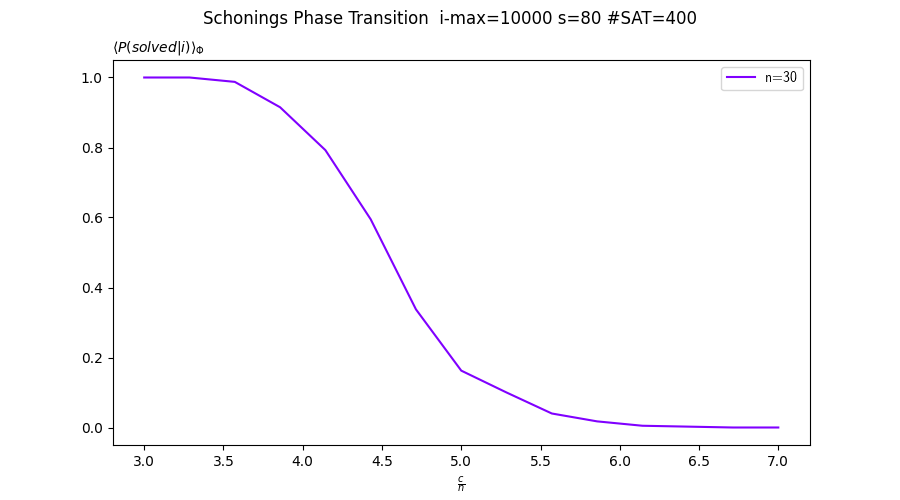 Schonings Phase Transition  i-max=10000 s=80 #SAT=400
⟨P(solved|i)⟩Φ
n=30
1.0
0.8
0.6
0.4
0.2
0.0
3.0 3.5 4.0 4.5 5.0 5.5 6.0 6.5 7.0
c/n